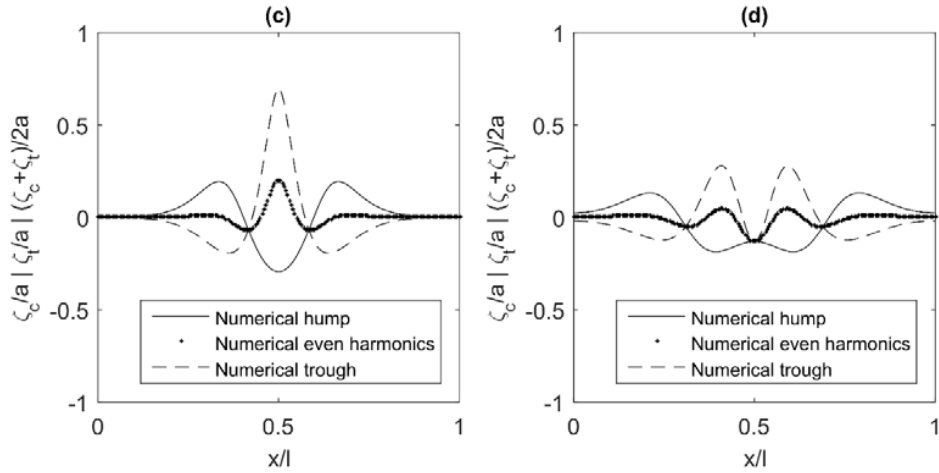 (c)
ζc/a | ζt/a | (ζc+ζt)/2a
1
0.5
0
-0.5
-1
Numerical hump
Numerical even harmonics
Numerical trough
0
0.5
1
x/l
(d)
ζc/a | ζt/a | (ζc+ζt)/2a
1
0.5
0
-0.5
-1
Numerical hump
Numerical even harmonics
Numerical trough
0
0.5
1
x/l